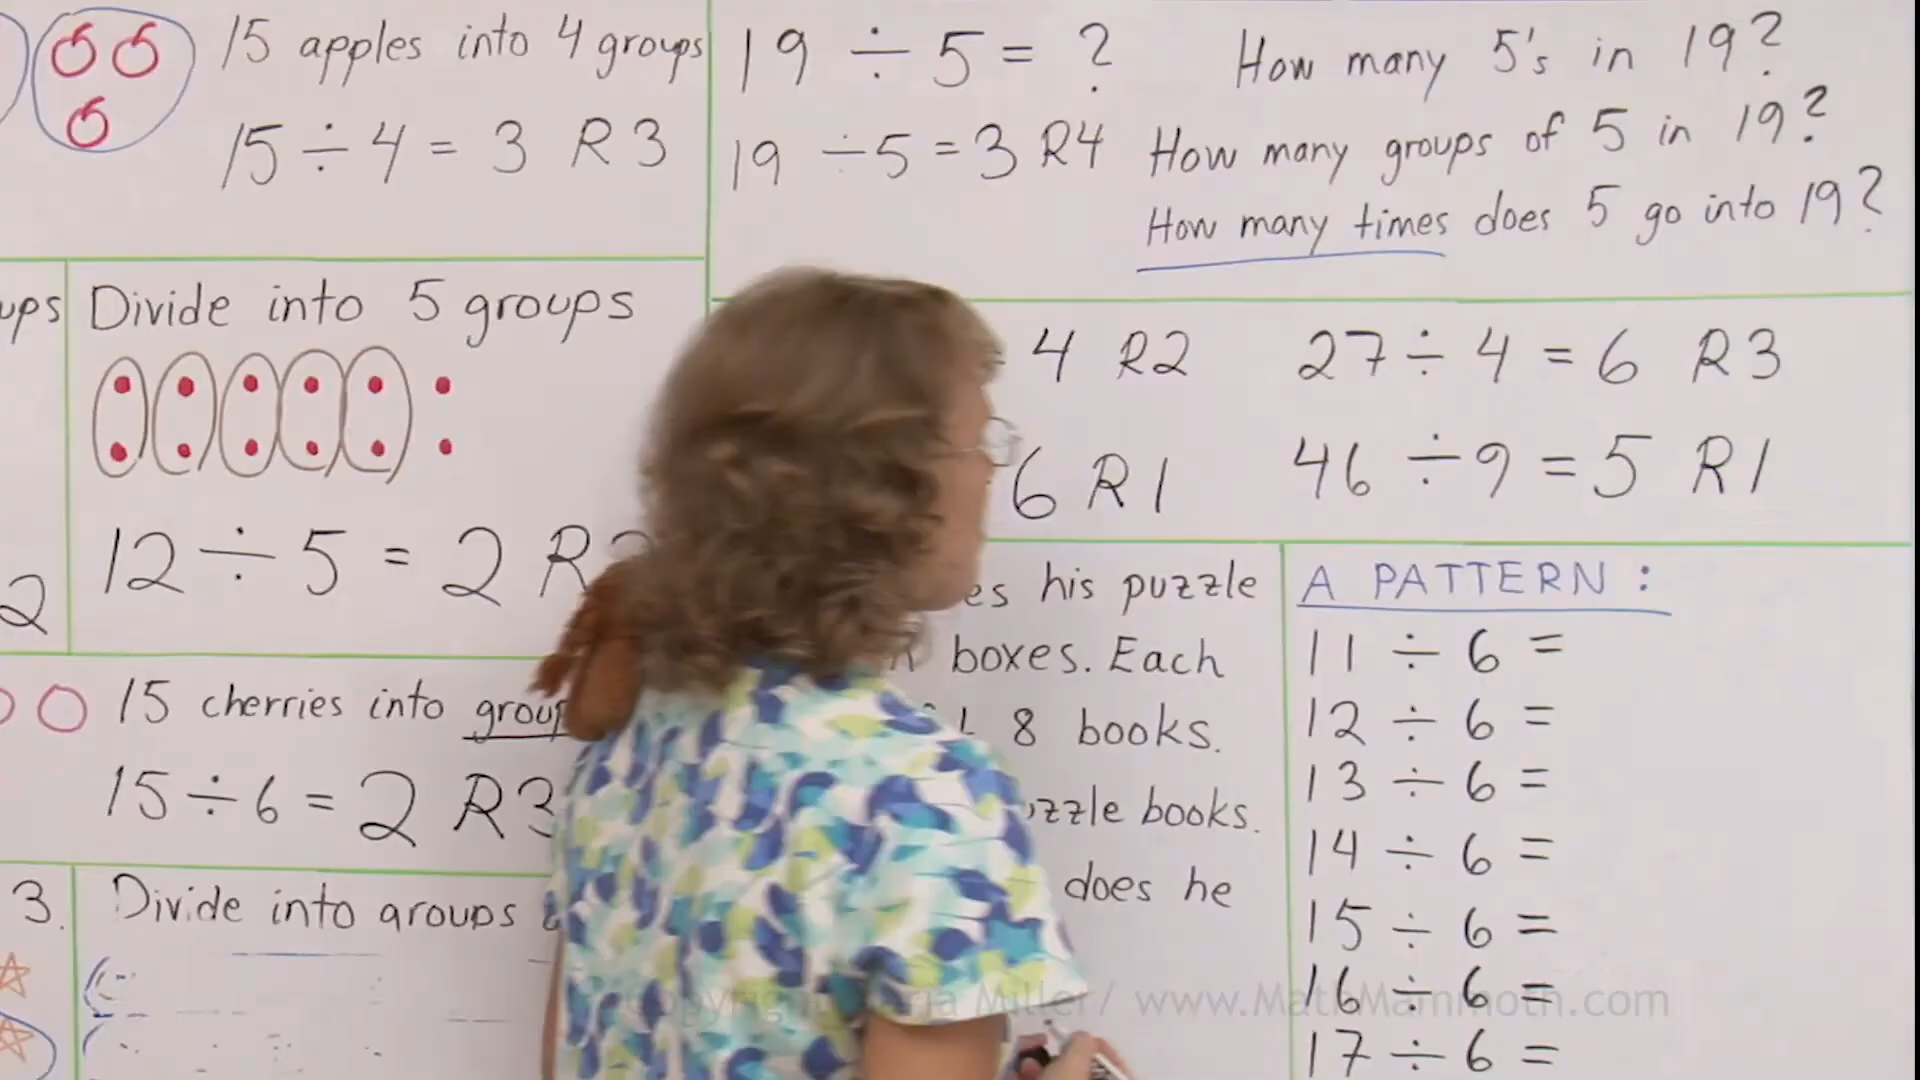 15 apples into 4 groups
15 ÷ 4 = 3 R 3
19 ÷ 5 = ?
19 ÷ 5 = 3 R4
How many 5's in 19?
How many groups of 5 in 19?
How many times does 5 go into 19?
Divide into 5 groups
12 ÷ 5 = 2
2
4 R2
27 ÷ 4 = 6 R 3
6 R 1
46 ÷ 9 = 5 R 1
15 cherries into
15 ÷ 6 = 2 R3
3.
Divide into groups
his puzzle
boxes. Each
8 books.
books.
does he
A PATTERN:
11 ÷ 6 =
12 ÷ 6 =
13 ÷ 6 =
14 ÷ 6 =
15 ÷ 6 =
16 ÷ 6 =
17 ÷ 6 =
Miller / www.MathMammoth.com